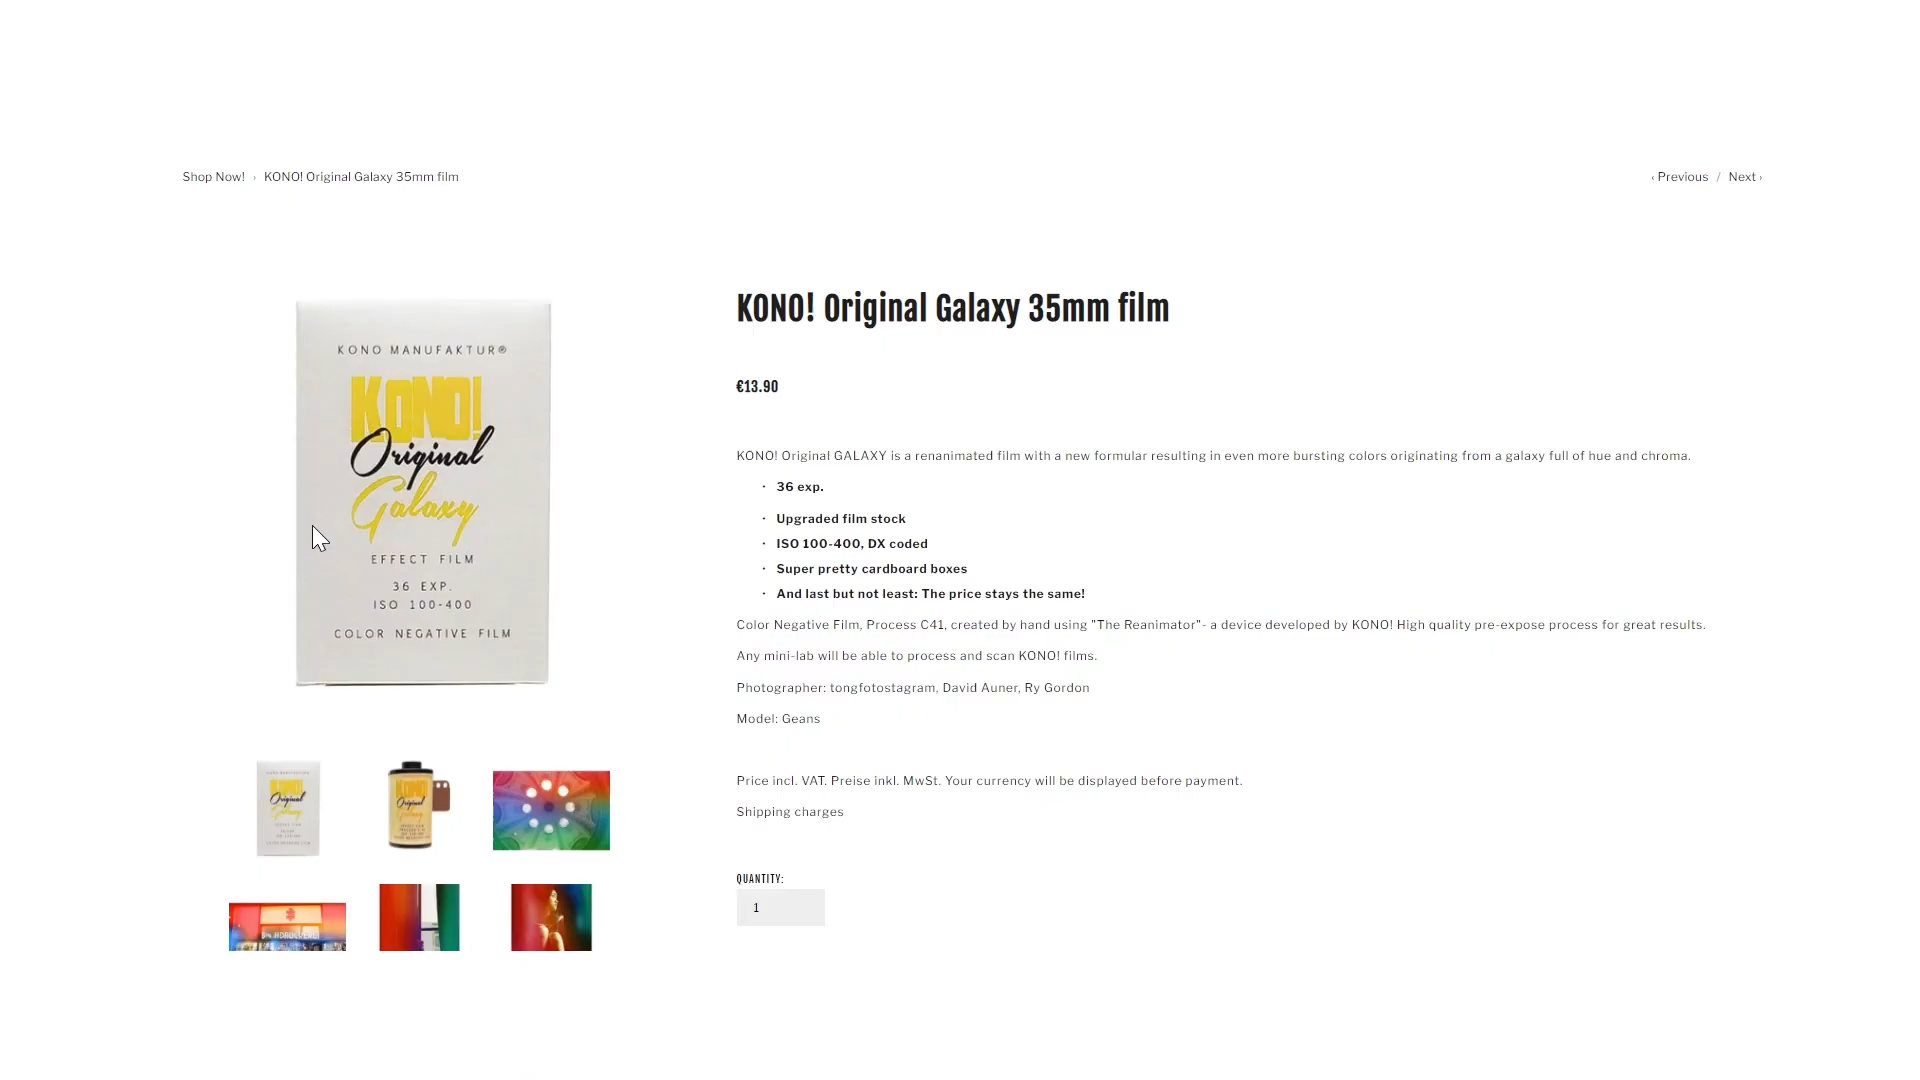 Shop Now! › KONO! Original Galaxy 35mm film
‹ Previous / Next ›
KONO MANUFAKTUR®
KONO!
Original
Galaxy
EFFECT FILM
36 EXP.
ISO 100-400
COLOR NEGATIVE FILM
KONO! Original Galaxy 35mm film
€13.90
KONO! Original GALAXY is a renanimated film with a new formular resulting in even more bursting colors originating from a galaxy full of hue and chroma.
· 36 exp.
· Upgraded film stock
· ISO 100-400, DX coded
· Super pretty cardboard boxes
· And last but not least: The price stays the same!
Color Negative Film, Process C41, created by hand using "The Reanimator"- a device developed by KONO! High quality pre-expose process for great results.
Any mini-lab will be able to process and scan KONO! films.
Photographer: tongfotostagram, David Auner, Ry Gordon
Model: Geans
Price incl. VAT. Preise inkl. MwSt. Your currency will be displayed before payment.
Shipping charges
QUANTITY:
1
KONO!
Original
Galaxy
KONO!
Original